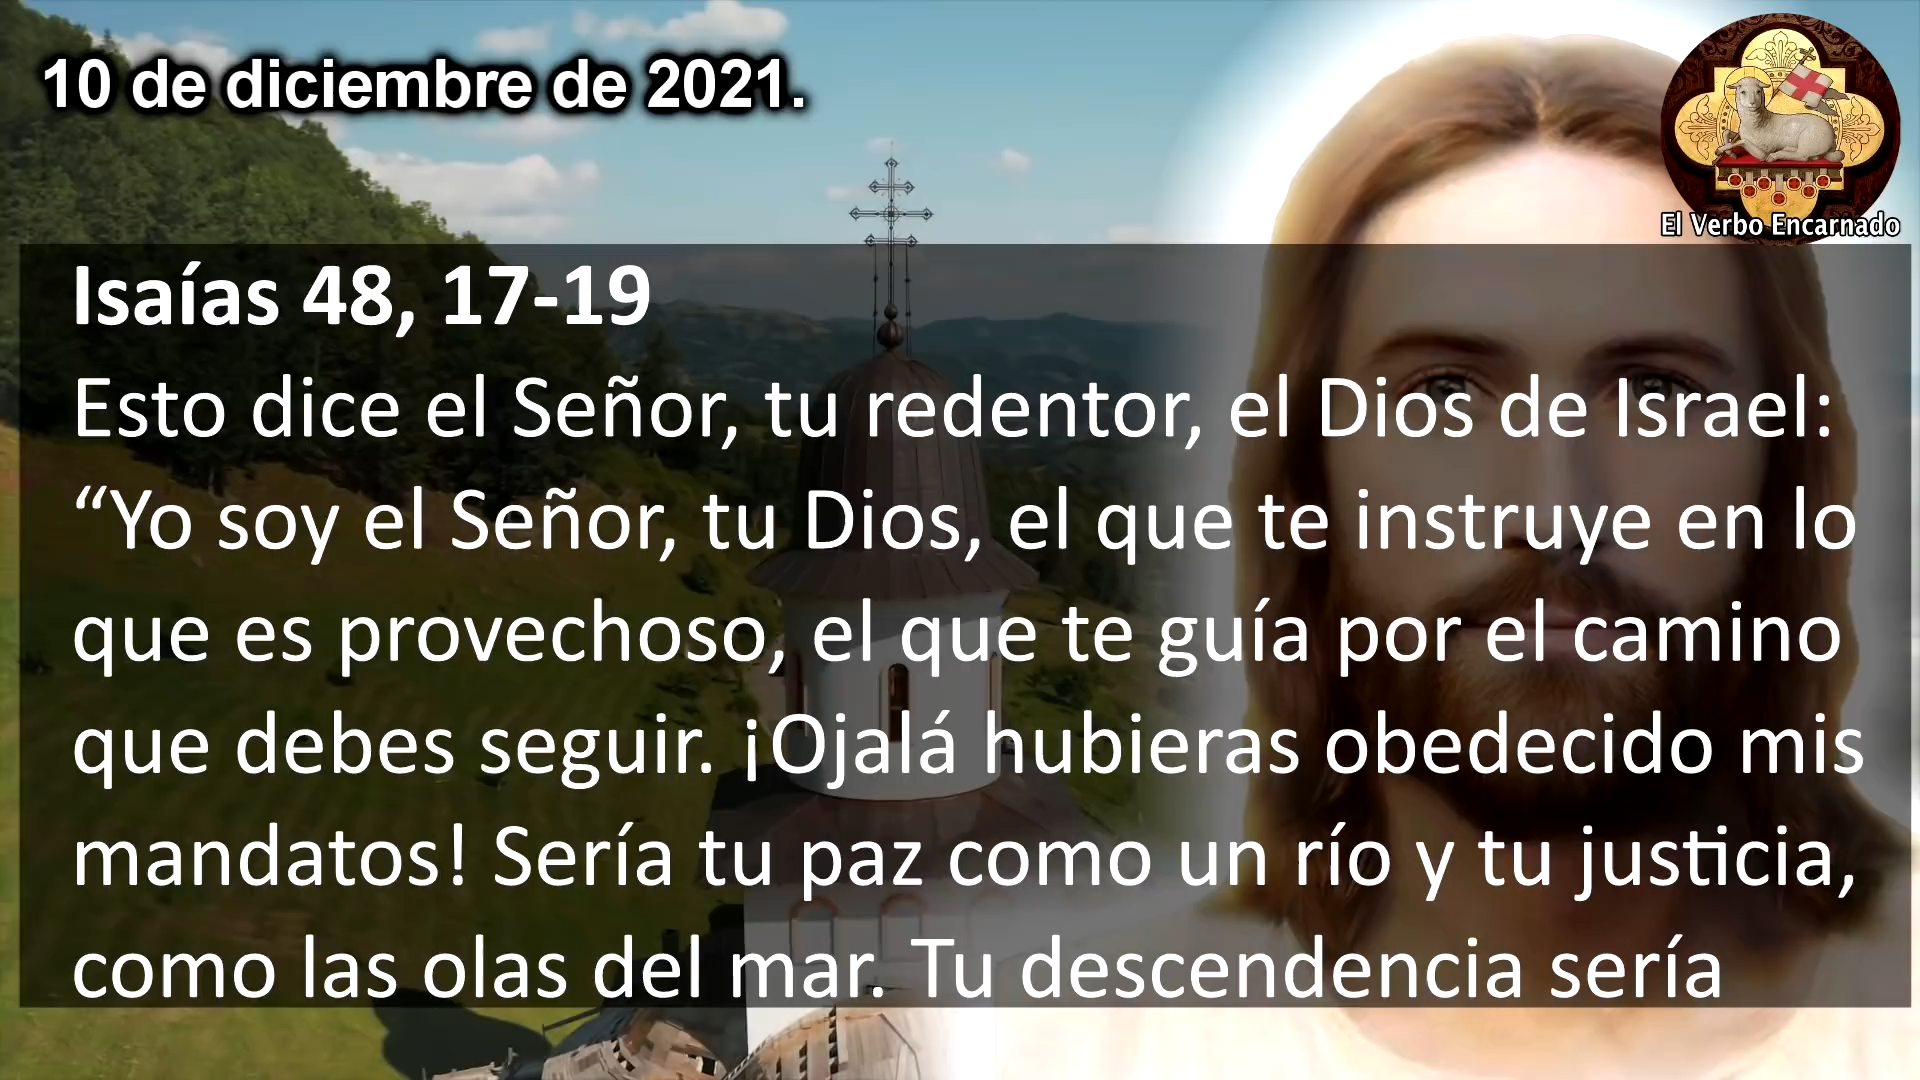 10 de diciembre de 2021.
El Verbo Encarnado
Isaías 48, 17-19
Esto dice el Señor, tu redentor, el Dios de Israel:
“Yo soy el Señor, tu Dios, el que te instruye en lo
que es provechoso, el que te guía por el camino
que debes seguir. ¡Ojalá hubieras obedecido mis
mandatos! Sería tu paz como un río y tu justicia,
como las olas del mar. Tu descendencia sería